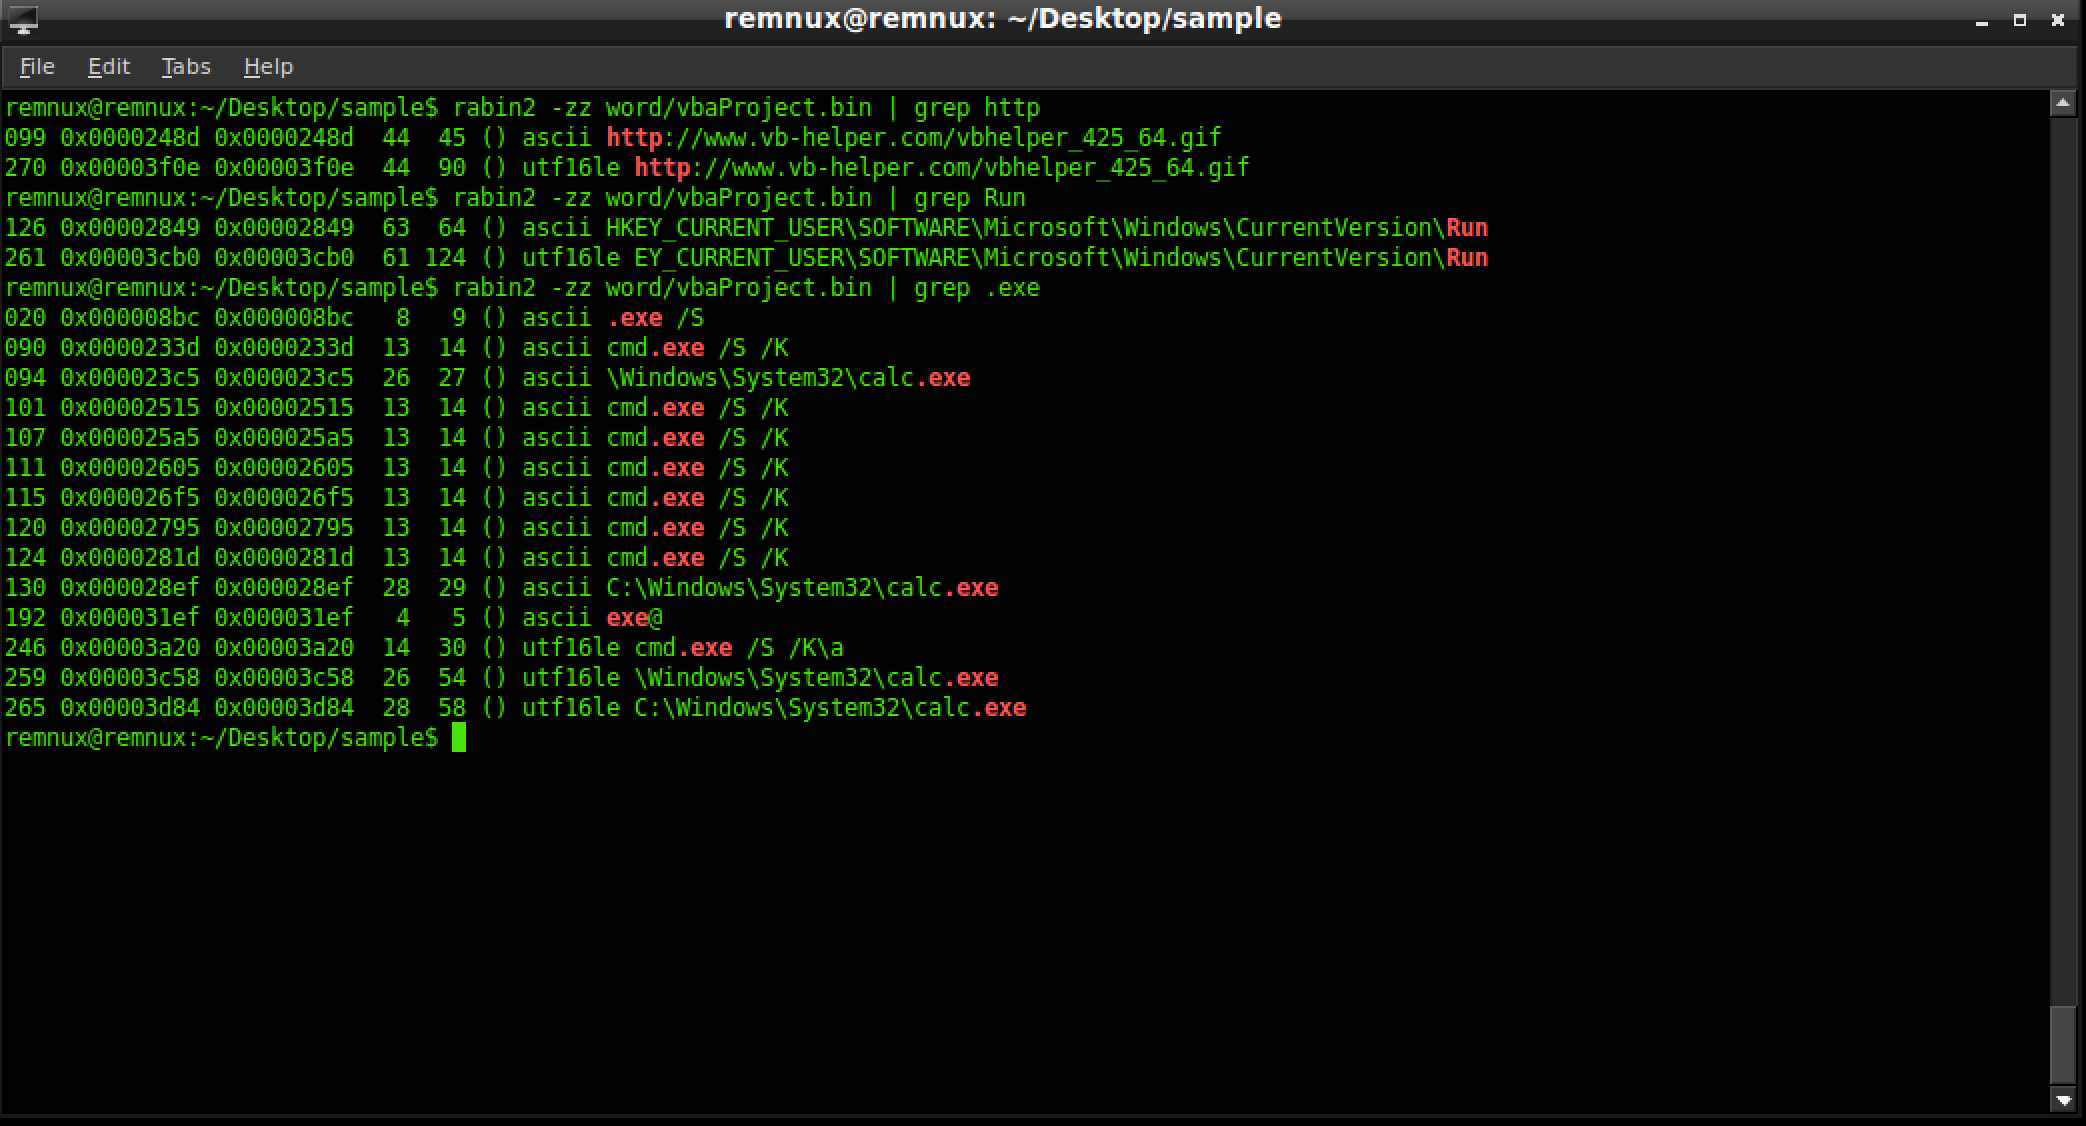 remnux@remnux: ~/Desktop/sample
File Edit Tabs Help
remnux@remnux:~/Desktop/sample$ rabin2 -zz word/vbaProject.bin | grep http
099 0x0000248d 0x0000248d  44  45 () ascii http://www.vb-helper.com/vbhelper_425_64.gif
270 0x00003f0e 0x00003f0e  44  90 () utf16le http://www.vb-helper.com/vbhelper_425_64.gif
remnux@remnux:~/Desktop/sample$ rabin2 -zz word/vbaProject.bin | grep Run
126 0x00002849 0x00002849  63  64 () ascii HKEY_CURRENT_USER\SOFTWARE\Microsoft\Windows\CurrentVersion\Run
261 0x00003cb0 0x00003cb0  61 124 () utf16le EY_CURRENT_USER\SOFTWARE\Microsoft\Windows\CurrentVersion\Run
remnux@remnux:~/Desktop/sample$ rabin2 -zz word/vbaProject.bin | grep .exe
020 0x000008bc 0x000008bc   8   9 () ascii .exe /S
090 0x0000233d 0x0000233d  13  14 () ascii cmd.exe /S /K
094 0x000023c5 0x000023c5  26  27 () ascii \Windows\System32\calc.exe
101 0x00002515 0x00002515  13  14 () ascii cmd.exe /S /K
107 0x000025a5 0x000025a5  13  14 () ascii cmd.exe /S /K
111 0x00002605 0x00002605  13  14 () ascii cmd.exe /S /K
115 0x000026f5 0x000026f5  13  14 () ascii cmd.exe /S /K
120 0x00002795 0x00002795  13  14 () ascii cmd.exe /S /K
124 0x0000281d 0x0000281d  13  14 () ascii cmd.exe /S /K
130 0x000028ef 0x000028ef  28  29 () ascii C:\Windows\System32\calc.exe
192 0x000031ef 0x000031ef   4   5 () ascii exe@
246 0x00003a20 0x00003a20  14  30 () utf16le cmd.exe /S /K\a
259 0x00003c58 0x00003c58  26  54 () utf16le \Windows\System32\calc.exe
265 0x00003d84 0x00003d84  28  58 () utf16le C:\Windows\System32\calc.exe
remnux@remnux:~/Desktop/sample$